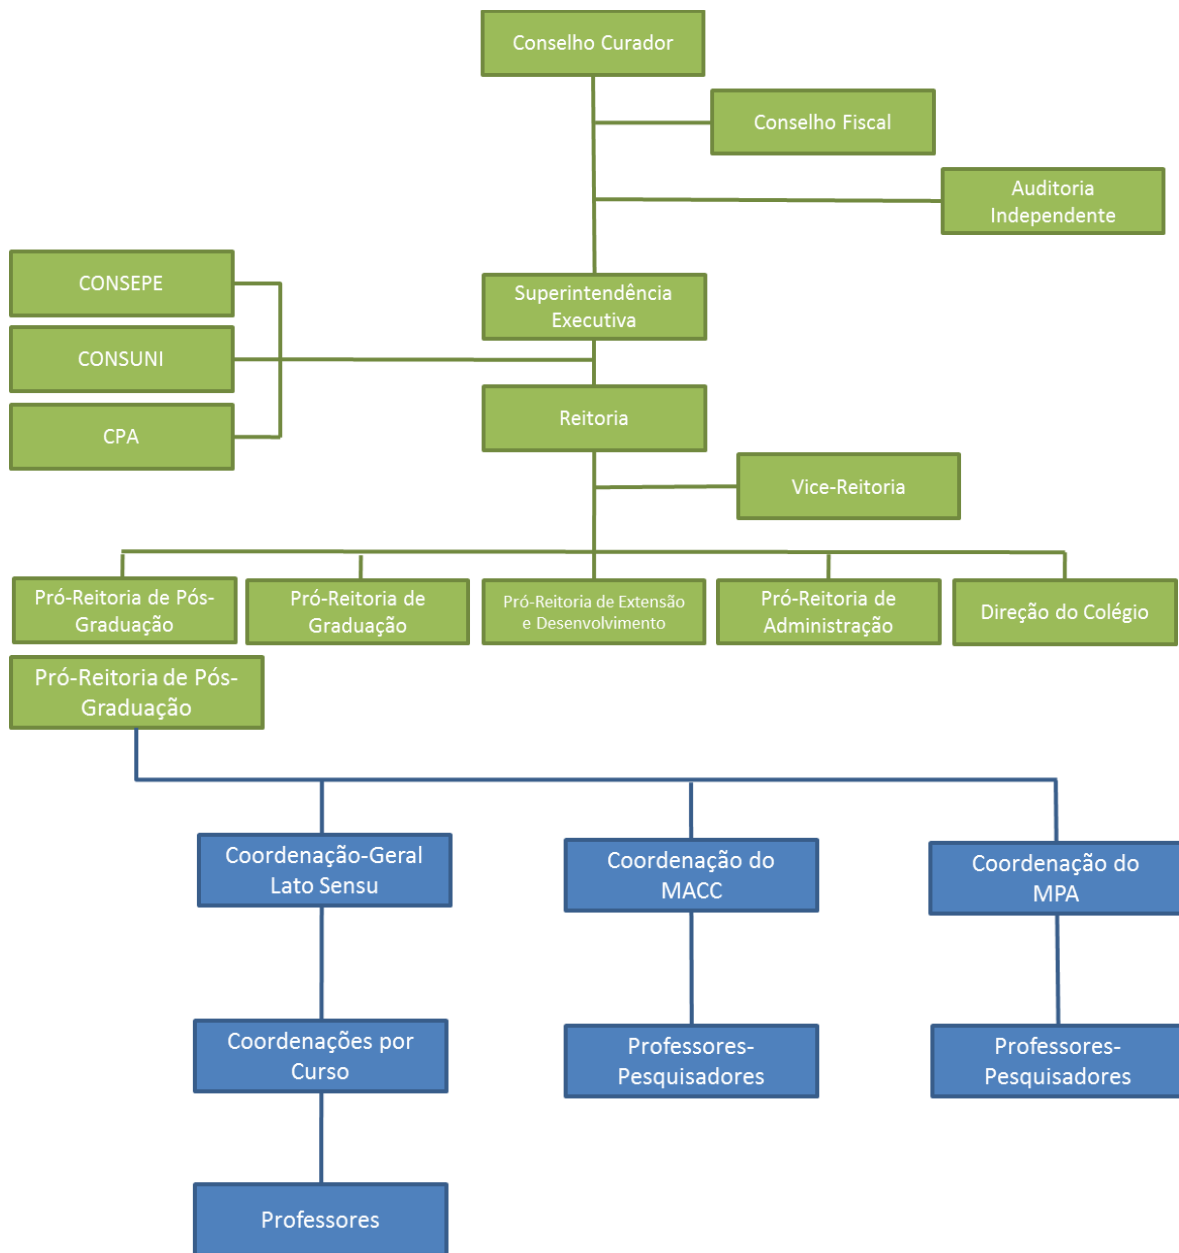 Conselho Curador
Conselho Fiscal
Auditoria
Independente
CONSEPE
Superintendência
Executiva
CONSUNI
Reitoria
CPA
Vice-Reitoria
Pró-Reitoria de Pós-
Graduação
Pró-Reitoria de
Graduação
Pró-Reitoria de Extensão
e Desenvolvimento
Pró-Reitoria de
Administração
Direção do Colégio
Pró-Reitoria de Pós-
Graduação
Coordenação-Geral
Lato Sensu
Coordenação do
MACC
Coordenação do
MPA
Coordenações por
Curso
Professores-
Pesquisadores
Professores-
Pesquisadores
Professores